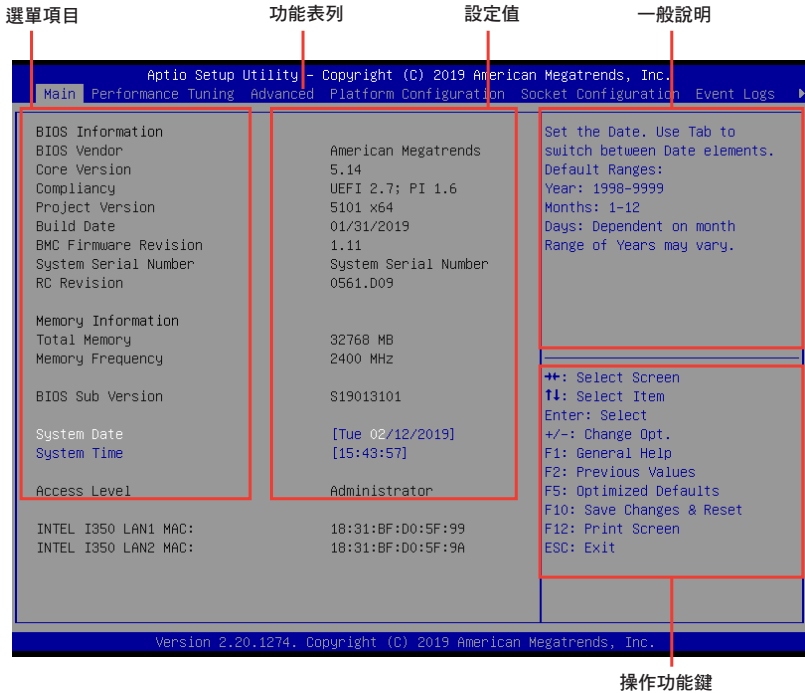 選單項目 功能表列 設定值 一般說明
Aptio Setup Utility – Copyright (C) 2019 American Megatrends, Inc.
Main Performance Tuning Advanced Platform Configuration Socket Configuration Event Logs
BIOS Information
BIOS Vendor American Megatrends
Core Version 5.14
Compliancy UEFI 2.7; PI 1.6
Project Version 5101 x64
Build Date 01/31/2019
BMC Firmware Revision 1.11
System Serial Number System Serial Number
RC Revision 0561.D09
Memory Information
Total Memory 32768 MB
Memory Frequency 2400 MHz
BIOS Sub Version S19013101
System Date [Tue 02/12/2019]
System Time [15:43:57]
Access Level Administrator
INTEL I350 LAN1 MAC: 18:31:BF:D0:5F:99
INTEL I350 LAN2 MAC: 18:31:BF:D0:5F:9A
Set the Date. Use Tab to
switch between Date elements.
Default Ranges:
Year: 1998-9999
Months: 1-12
Days: Dependent on month
Range of Years may vary.
→←: Select Screen
↑↓: Select Item
Enter: Select
+/-: Change Opt.
F1: General Help
F2: Previous Values
F5: Optimized Defaults
F10: Save Changes & Reset
F12: Print Screen
ESC: Exit
Version 2.20.1274. Copyright (C) 2019 American Megatrends, Inc.
操作功能鍵